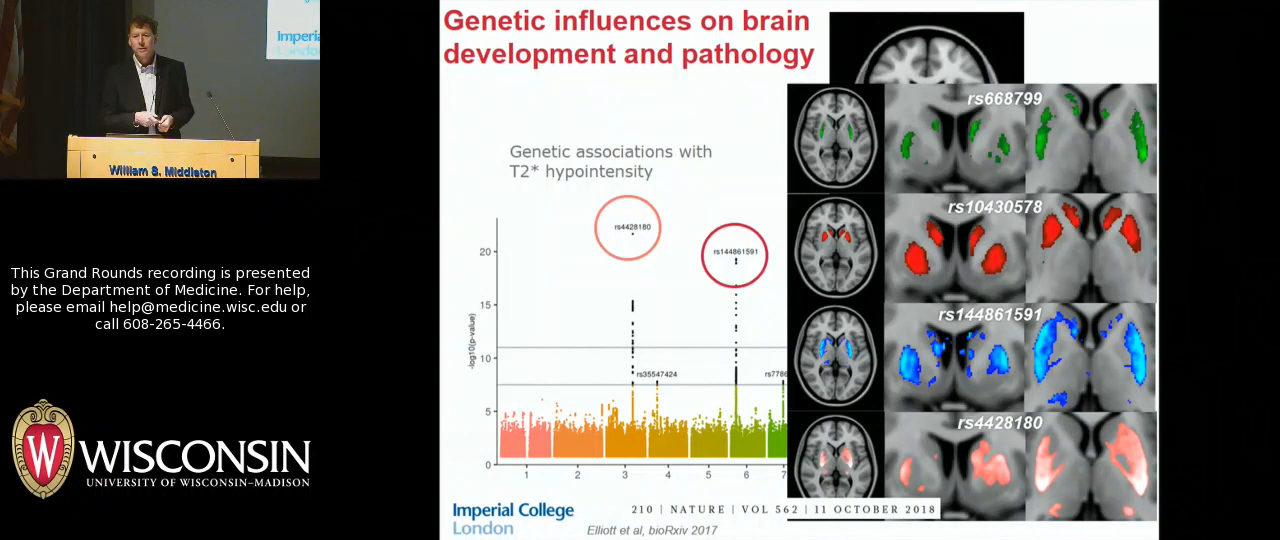 Imperia
London
William S. Middleton
This Grand Rounds recording is presented
by the Department of Medicine. For help,
please email help@medicine.wisc.edu or
call 608-265-4466.
W
WISCONSIN
UNIVERSITY OF WISCONSIN–MADISON
Genetic influences on brain
development and pathology
Genetic associations with
T2* hypointensity
rs4428180
rs144861591
rs35547424
rs7786
-log10(p-value)
20
15
10
5
0
1
2
3
4
5
6
7
rs668799
rs10430578
rs144861591
rs4428180
210 | NATURE | VOL 562 | 11 OCTOBER 2018
Imperial College
London
Elliott et al, bioRxiv 2017